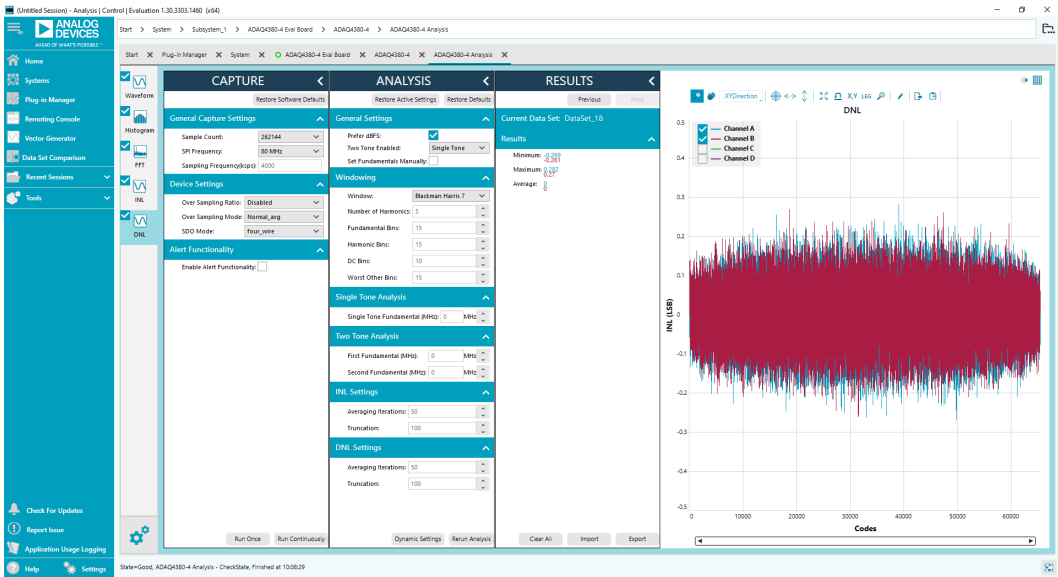 (Untitled Session) - Analysis | Control | Evaluation 1.30.3303.1460 (x64)
ANALOG
DEVICES
AHEAD OF WHAT'S POSSIBLE™
Start > System > Subsystem_1 > ADAQ4380-4 Eval Board > ADAQ4380-4 > ADAQ4380-4 Analysis
Start X Plug-in Manager X System X ADAQ4380-4 Eval Board X ADAQ4380-4 X ADAQ4380-4 Analysis X
Home
Systems
Plug-in Manager
Remoting Console
Vector Generator
Data Set Comparison
Recent Sessions
Tools
Check For Updates
Report Issue
Application Usage Logging
Help
Settings
Waveform
Histogram
FFT
INL
DNL
CAPTURE
Restore Software Defaults
General Capture Settings
Sample Count: 262144
SPI Frequency: 80 MHz
Sampling Frequency(ksps): 4000
Device Settings
Over Sampling Ratio: Disabled
Over Sampling Mode: Normal_avg
SDO Mode: four_wire
Alert Functionality
Enable Alert Functionality:
Run Once
Run Continuously
ANALYSIS
Restore Active Settings
Restore Defaults
General Settings
Prefer dBFS:
Two Tone Enabled: Single Tone
Set Fundamentals Manually:
Windowing
Window: Blackman Harris 7
Number of Harmonics: 5
Fundamental Bins: 15
Harmonic Bins: 15
DC Bins: 10
Worst Other Bins: 15
Single Tone Analysis
Single Tone Fundamental (MHz): 0 MHz
Two Tone Analysis
First Fundamental (MHz): 0 MHz
Second Fundamental (MHz): 0 MHz
INL Settings
Averaging Iterations: 50
Truncation: 100
DNL Settings
Averaging Iterations: 50
Truncation: 100
Dynamic Settings
Rerun Analysis
RESULTS
Previous
Next
Current Data Set: DataSet_18
Results
Minimum: -0.269
-0.261
Maximum: 0.282
0.27
Average: 0
0
Clear All
Import
Export
XYDirection
X,Y
LEG
DNL
Channel A
Channel B
Channel C
Channel D
INL (LSB)
0.5
0.4
0.3
0.2
0.1
0
-0.1
-0.2
-0.3
-0.4
-0.5
0 10000 20000 30000 40000 50000 60000
Codes
State=Good, ADAQ4380-4 Analysis - CheckState, Finished at 10:08:29